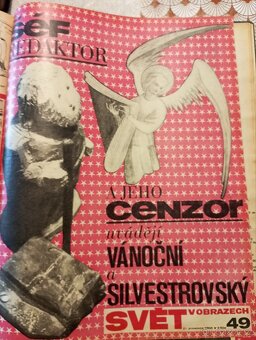 šéf
REDAKTOR
A JEHO
cenzor
uvádějí
VÁNOČNÍ
a
SILVESTROVSKÝ
SVĚT
V OBRAZECH
49